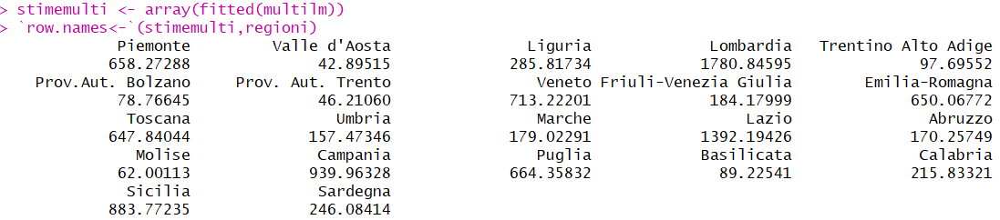 > stimemulti <- array(fitted(multilm))
> `row.names<-`(stimemulti,regioni)
Piemonte Valle d'Aosta Liguria Lombardia Trentino Alto Adige
658.27288 42.89515 285.81734 1780.84595 97.69552
Prov.Aut. Bolzano Prov. Aut. Trento Veneto Friuli-Venezia Giulia Emilia-Romagna
78.76645 46.21060 713.22201 184.17999 650.06772
Toscana Umbria Marche Lazio Abruzzo
647.84044 157.47346 179.02291 1392.19426 170.25749
Molise Campania Puglia Basilicata Calabria
62.00113 939.96328 664.35832 89.22541 215.83321
Sicilia Sardegna
883.77235 246.08414